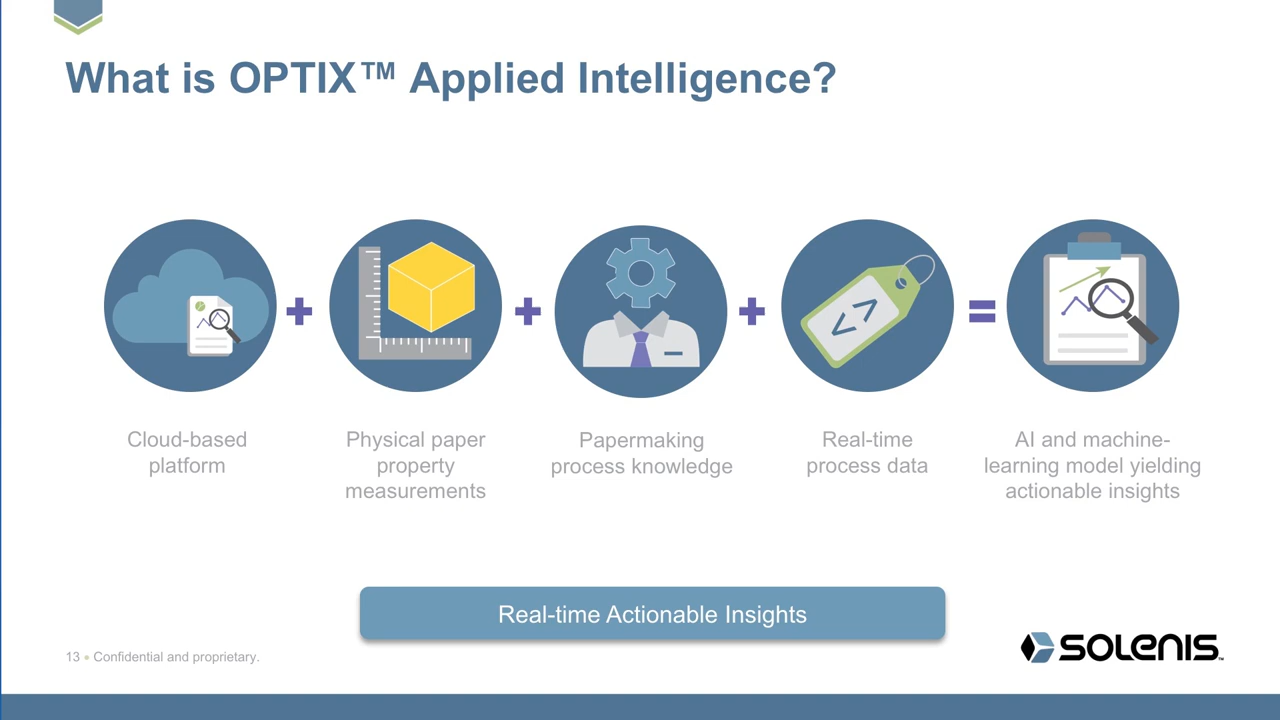 What is OPTIX™ Applied Intelligence?
+
+
+
=
< >
Cloud-based
platform
Physical paper
property
measurements
Papermaking
process knowledge
Real-time
process data
AI and machine-
learning model yielding
actionable insights
Real-time Actionable Insights
13 • Confidential and proprietary.
SOLENIS™